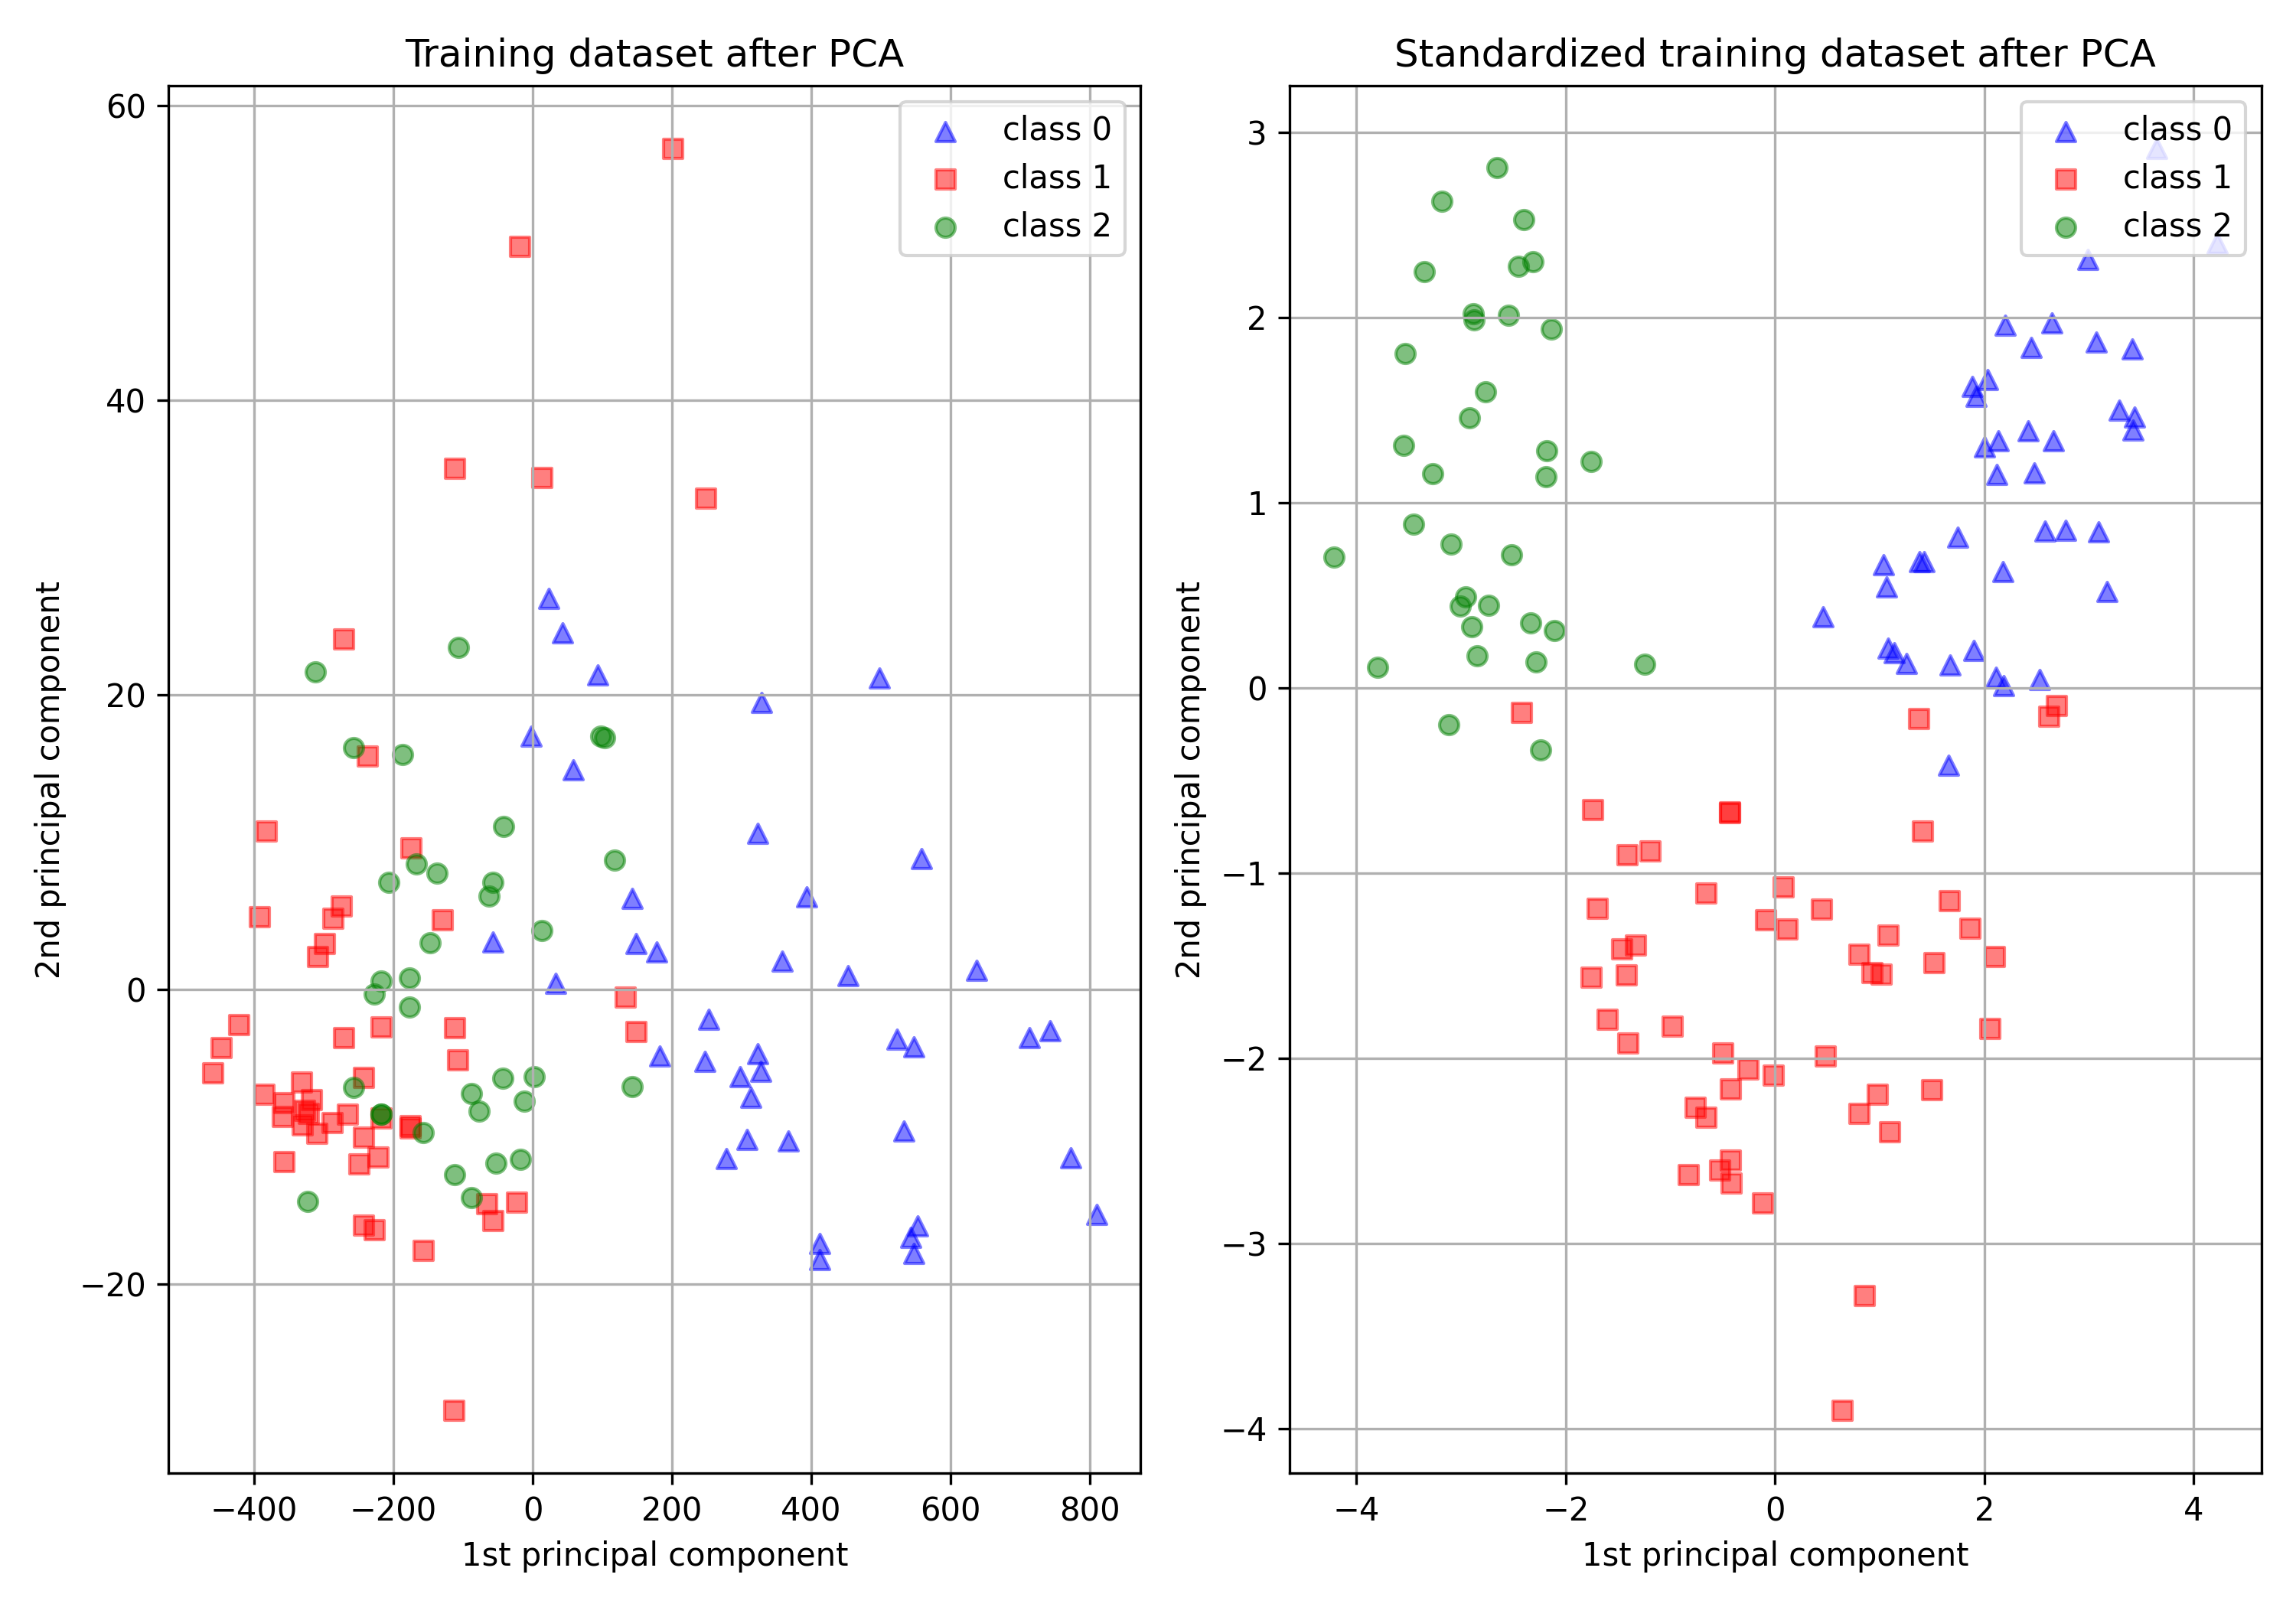 Training dataset after PCA
60
40
20
0
−20
2nd principal component
−400
−200
0
200
400
600
800
1st principal component
class 0
class 1
class 2
Standardized training dataset after PCA
3
2
1
0
−1
−2
−3
−4
2nd principal component
−4
−2
0
2
4
1st principal component
class 0
class 1
class 2